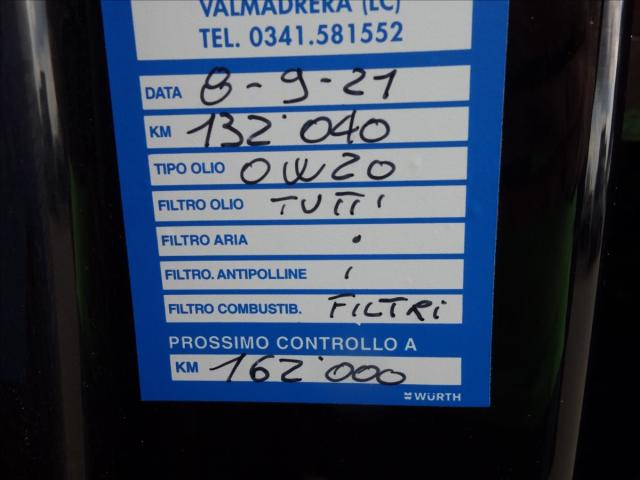 VALMADRERA (LC)
TEL. 0341.581552
DATA 8-9-21
KM 132'040
TIPO OLIO 0W20
FILTRO OLIO TUTTI
FILTRO ARIA
FILTRO. ANTIPOLLINE
FILTRO COMBUSTIB. FILTRI
PROSSIMO CONTROLLO A
KM 162'000
WÜRTH